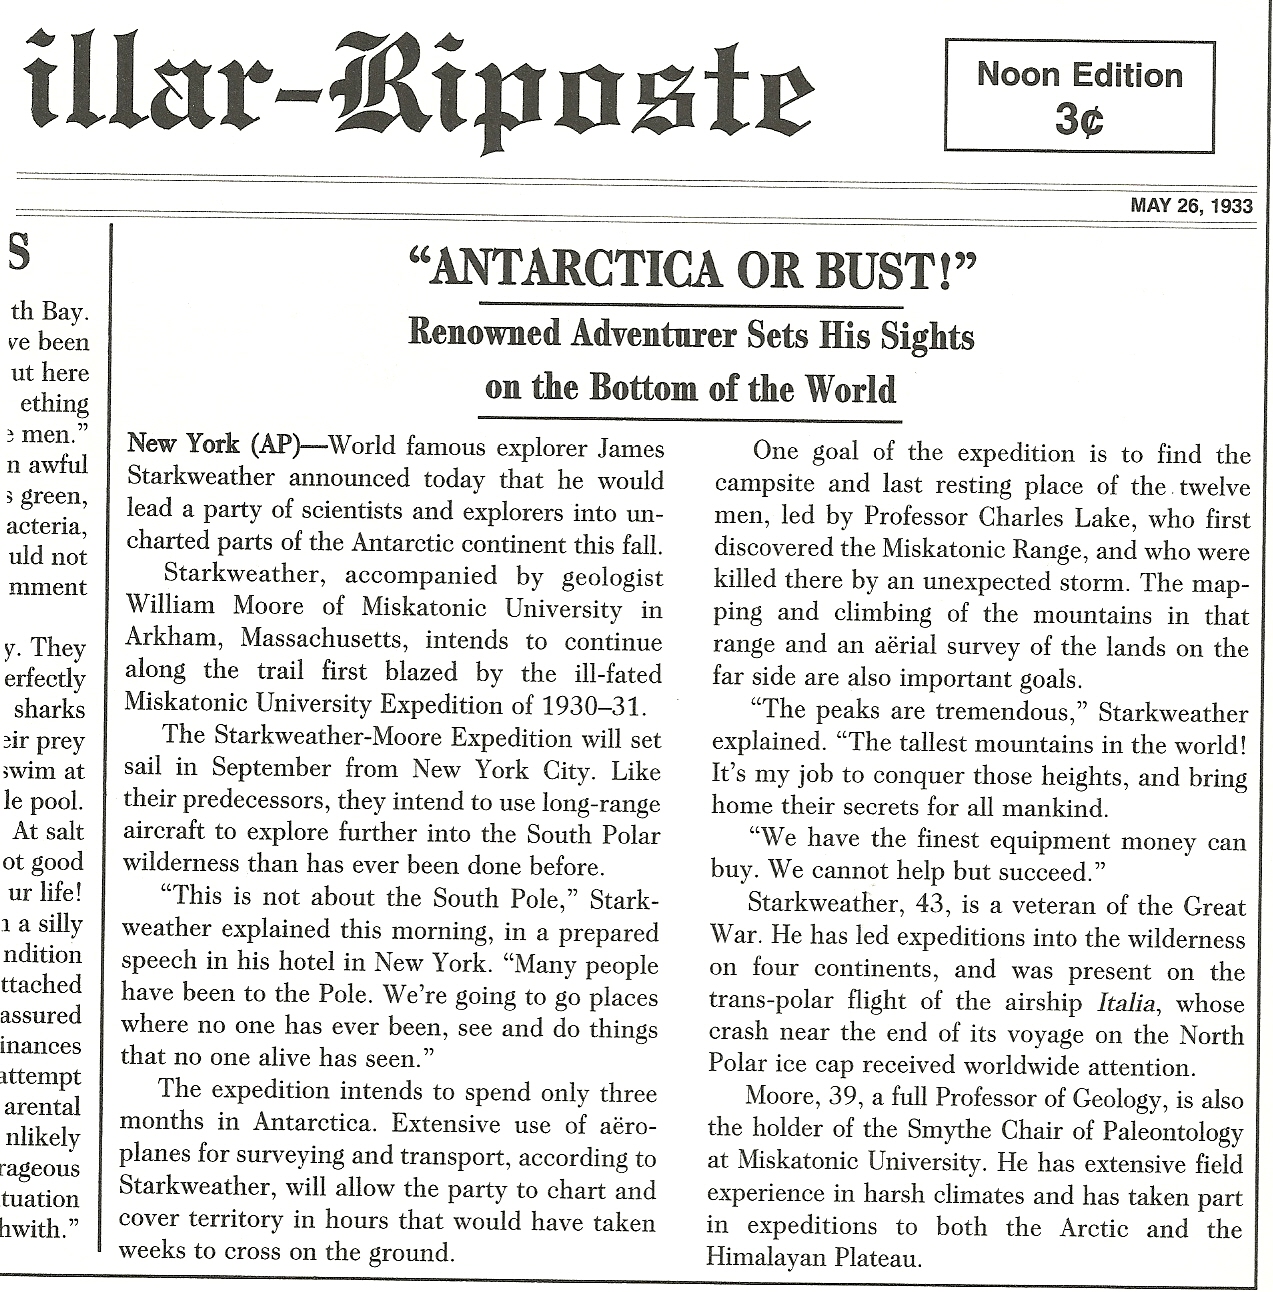 illar-Riposte
Noon Edition
3¢
MAY 26, 1933
S
th Bay.
ve been
ut here
ething
men.”
n awful
s green,
acteria,
uld not
mment
y. They
erfectly
sharks
eir prey
swim at
le pool.
At salt
ot good
ur life!
a silly
ndition
ttached
assured
inances
attempt
arental
nlikely
rageous
tuation
hwith.”
“ANTARCTICA OR BUST!”
Renowned Adventurer Sets His Sights
on the Bottom of the World
New York (AP)—World famous explorer James
Starkweather announced today that he would
lead a party of scientists and explorers into un-
charted parts of the Antarctic continent this fall.
Starkweather, accompanied by geologist
William Moore of Miskatonic University in
Arkham, Massachusetts, intends to continue
along the trail first blazed by the ill-fated
Miskatonic University Expedition of 1930–31.
The Starkweather-Moore Expedition will set
sail in September from New York City. Like
their predecessors, they intend to use long-range
aircraft to explore further into the South Polar
wilderness than has ever been done before.
“This is not about the South Pole,” Stark-
weather explained this morning, in a prepared
speech in his hotel in New York. “Many people
have been to the Pole. We’re going to go places
where no one has ever been, see and do things
that no one alive has seen.”
The expedition intends to spend only three
months in Antarctica. Extensive use of aëro-
planes for surveying and transport, according to
Starkweather, will allow the party to chart and
cover territory in hours that would have taken
weeks to cross on the ground.
One goal of the expedition is to find the
campsite and last resting place of the twelve
men, led by Professor Charles Lake, who first
discovered the Miskatonic Range, and who were
killed there by an unexpected storm. The map-
ping and climbing of the mountains in that
range and an aërial survey of the lands on the
far side are also important goals.
“The peaks are tremendous,” Starkweather
explained. “The tallest mountains in the world!
It’s my job to conquer those heights, and bring
home their secrets for all mankind.
“We have the finest equipment money can
buy. We cannot help but succeed.”
Starkweather, 43, is a veteran of the Great
War. He has led expeditions into the wilderness
on four continents, and was present on the
trans-polar flight of the airship Italia, whose
crash near the end of its voyage on the North
Polar ice cap received worldwide attention.
Moore, 39, a full Professor of Geology, is also
the holder of the Smythe Chair of Paleontology
at Miskatonic University. He has extensive field
experience in harsh climates and has taken part
in expeditions to both the Arctic and the
Himalayan Plateau.